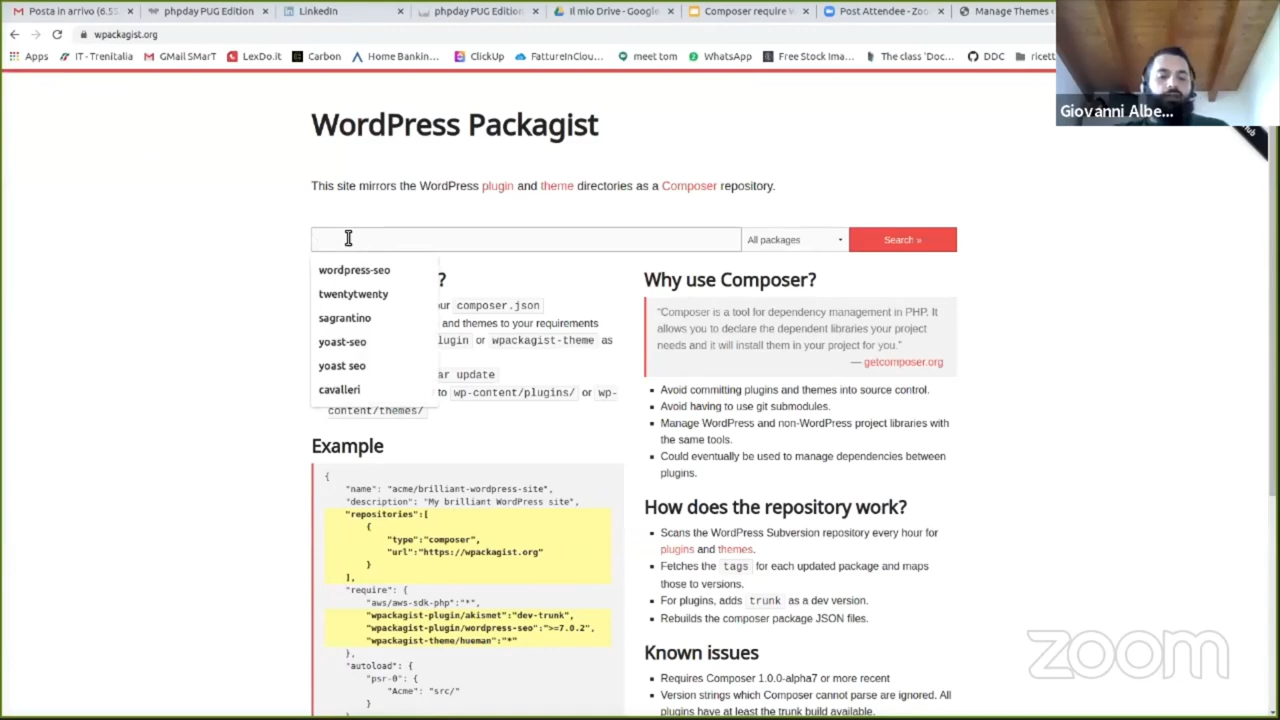 Posta in arrivo (6.55
phpday PUG Edition
LinkedIn
phpday PUG Edition
Il mio Drive - Google
Composer require
Post Attendee - Zo
Manage Themes
wpackagist.org
Apps
IT - Trenitalia
GMail SMarT
LexDo.it
Carbon
Home Bankin...
ClickUp
FattureInClou...
meet tom
WhatsApp
Free Stock Ima...
The class 'Doc...
DDC
ricett
Giovanni Albe...
WordPress Packagist
This site mirrors the WordPress plugin and theme directories as a Composer repository.
All packages
Search »
wordpress-seo
twentytwenty
sagrantino
yoast-seo
yoast seo
cavalleri
?
ur composer.json
and themes to your requirements
lugin or wpackagist-theme as
ar update
to wp-content/plugins/ or wp-
content/themes/
Example
{
"name": "acme/brilliant-wordpress-site",
"description": "My brilliant WordPress site",
"repositories":[
{
"type":"composer",
"url":"https://wpackagist.org"
}
],
"require": {
"aws/aws-sdk-php":"*",
"wpackagist-plugin/akismet":"dev-trunk",
"wpackagist-plugin/wordpress-seo":">=7.0.2",
"wpackagist-theme/hueman":"*"
},
"autoload": {
"psr-0": {
"Acme": "src/"
}
Why use Composer?
"Composer is a tool for dependency management in PHP. It
allows you to declare the dependent libraries your project
needs and it will install them in your project for you."
— getcomposer.org
Avoid committing plugins and themes into source control.
Avoid having to use git submodules.
Manage WordPress and non-WordPress project libraries with
the same tools.
Could eventually be used to manage dependencies between
plugins.
How does the repository work?
Scans the WordPress Subversion repository every hour for
plugins and themes.
Fetches the tags for each updated package and maps
those to versions.
For plugins, adds trunk as a dev version.
Rebuilds the composer package JSON files.
Known issues
Requires Composer 1.0.0-alpha7 or more recent
Version strings which Composer cannot parse are ignored. All
plugins have at least the trunk build available.
zoom